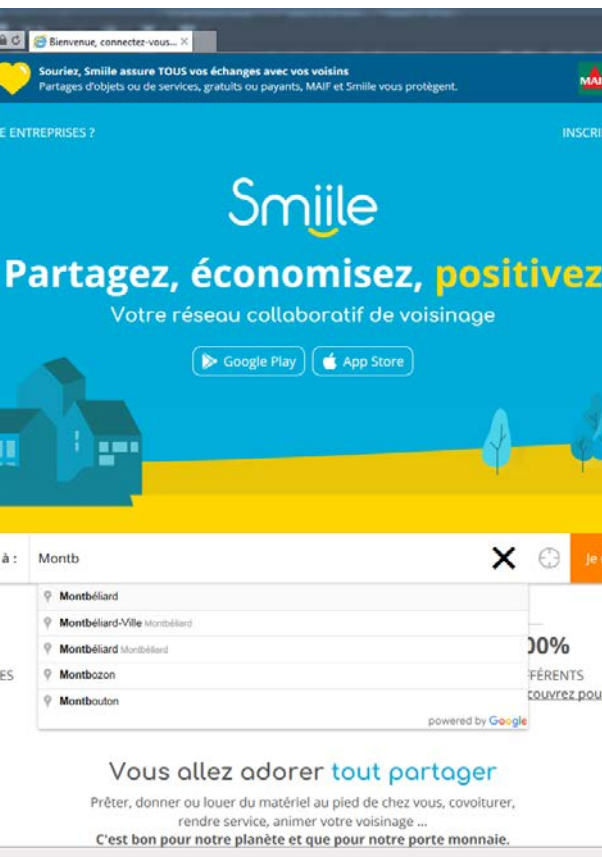 Bienvenue, connectez-vous...
Souriez, Smiile assure TOUS vos échanges avec vos voisins
Partages d'objets ou de services, gratuits ou payants, MAIF et Smiile vous protègent.
MAIF
E ENTREPRISES ?
INSCRI
Smiile
Partagez, économisez, positivez
Votre réseau collaboratif de voisinage
Google Play
App Store
à :
Montb
Je
Montbéliard
Montbéliard-Ville Montbéliard
Montbéliard Montbéliard
Montbozon
Montbouton
powered by Google
00%
ES
FÉRENTS
couvrez pou
Vous allez adorer tout partager
Prêter, donner ou louer du matériel au pied de chez vous, covoiturer,
rendre service, animer votre voisinage ...
C'est bon pour notre planète et que pour notre porte monnaie.